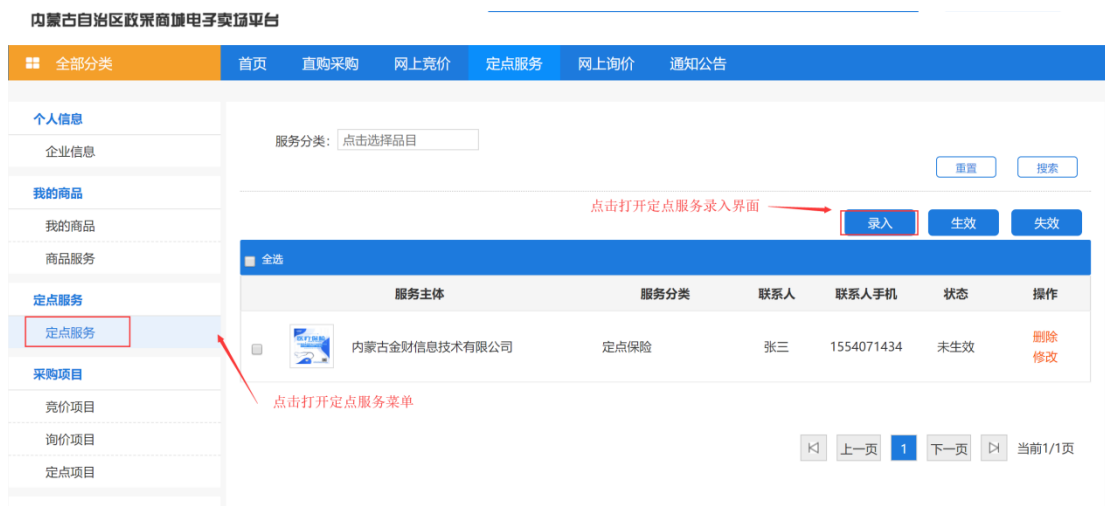 内蒙古自治区政采商城电子卖场平台
全部分类 首页 直购采购 网上竞价 定点服务 网上询价 通知公告
个人信息
企业信息
我的商品
我的商品
商品服务
定点服务
定点服务
采购项目
竞价项目
询价项目
定点项目
服务分类： 点击选择品目
重置 搜索
点击打开定点服务录入界面
录入 生效 失效
全选
服务主体 服务分类 联系人 联系人手机 状态 操作
内蒙古金财信息技术有限公司 定点保险 张三 1554071434 未生效 删除
修改
点击打开定点服务菜单
上一页 1 下一页 当前1/1页